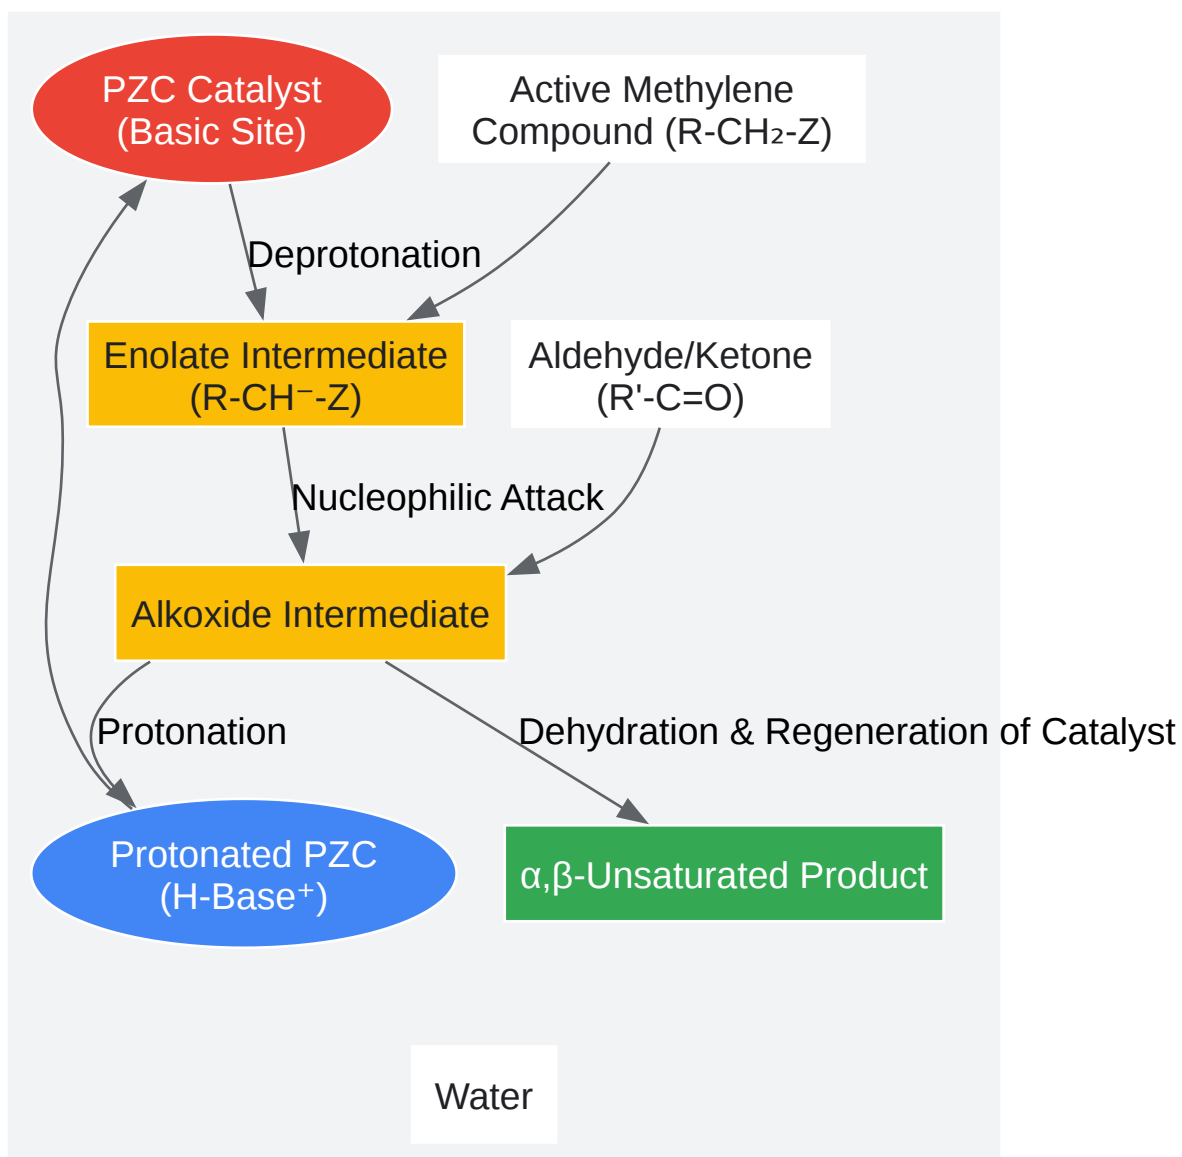 PZC Catalyst
(Basic Site)
Active Methylene
Compound (R-CH₂-Z)
Deprotonation
Enolate Intermediate
(R-CH⁻-Z)
Aldehyde/Ketone
(R'-C=O)
Nucleophilic Attack
Alkoxide Intermediate
Protonation
Dehydration & Regeneration of Catalyst
Protonated PZC
(H-Base⁺)
α,β-Unsaturated Product
Water